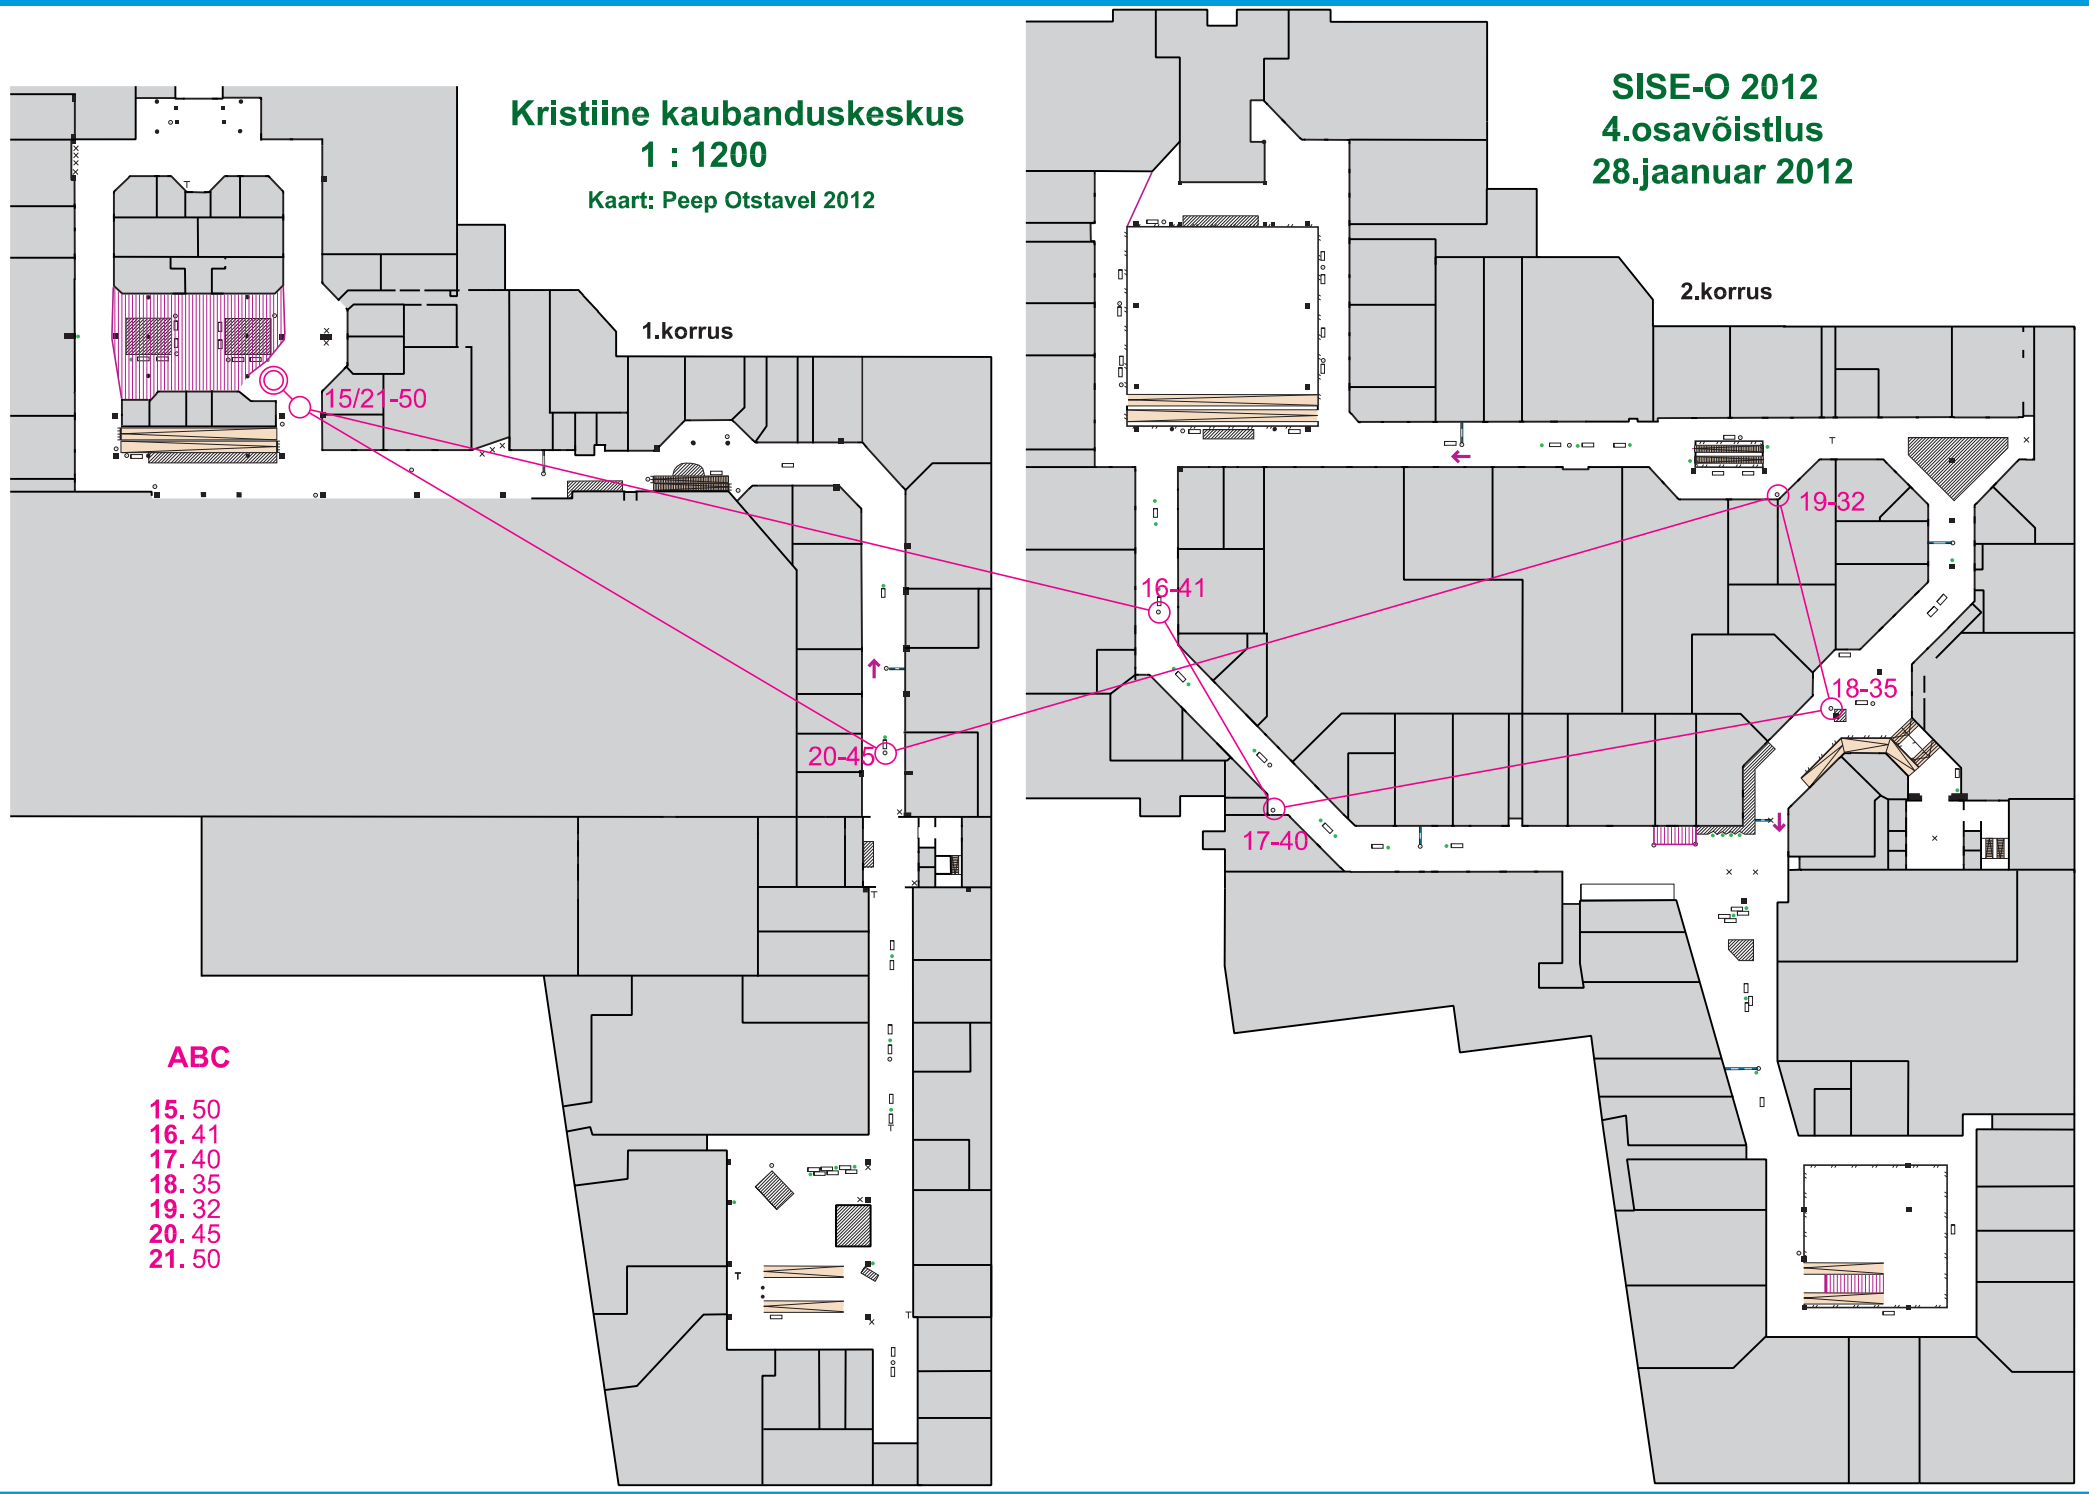 Kristiine kaubanduskeskus
1 : 1200
Kaart: Peep Otstavel 2012
SISE-O 2012
4.osavõistlus
28.jaanuar 2012
1.korrus
2.korrus
15/21-50
16-41
19-32
18-35
20-45
17-40
ABC
15. 50
16. 41
17. 40
18. 35
19. 32
20. 45
21. 50